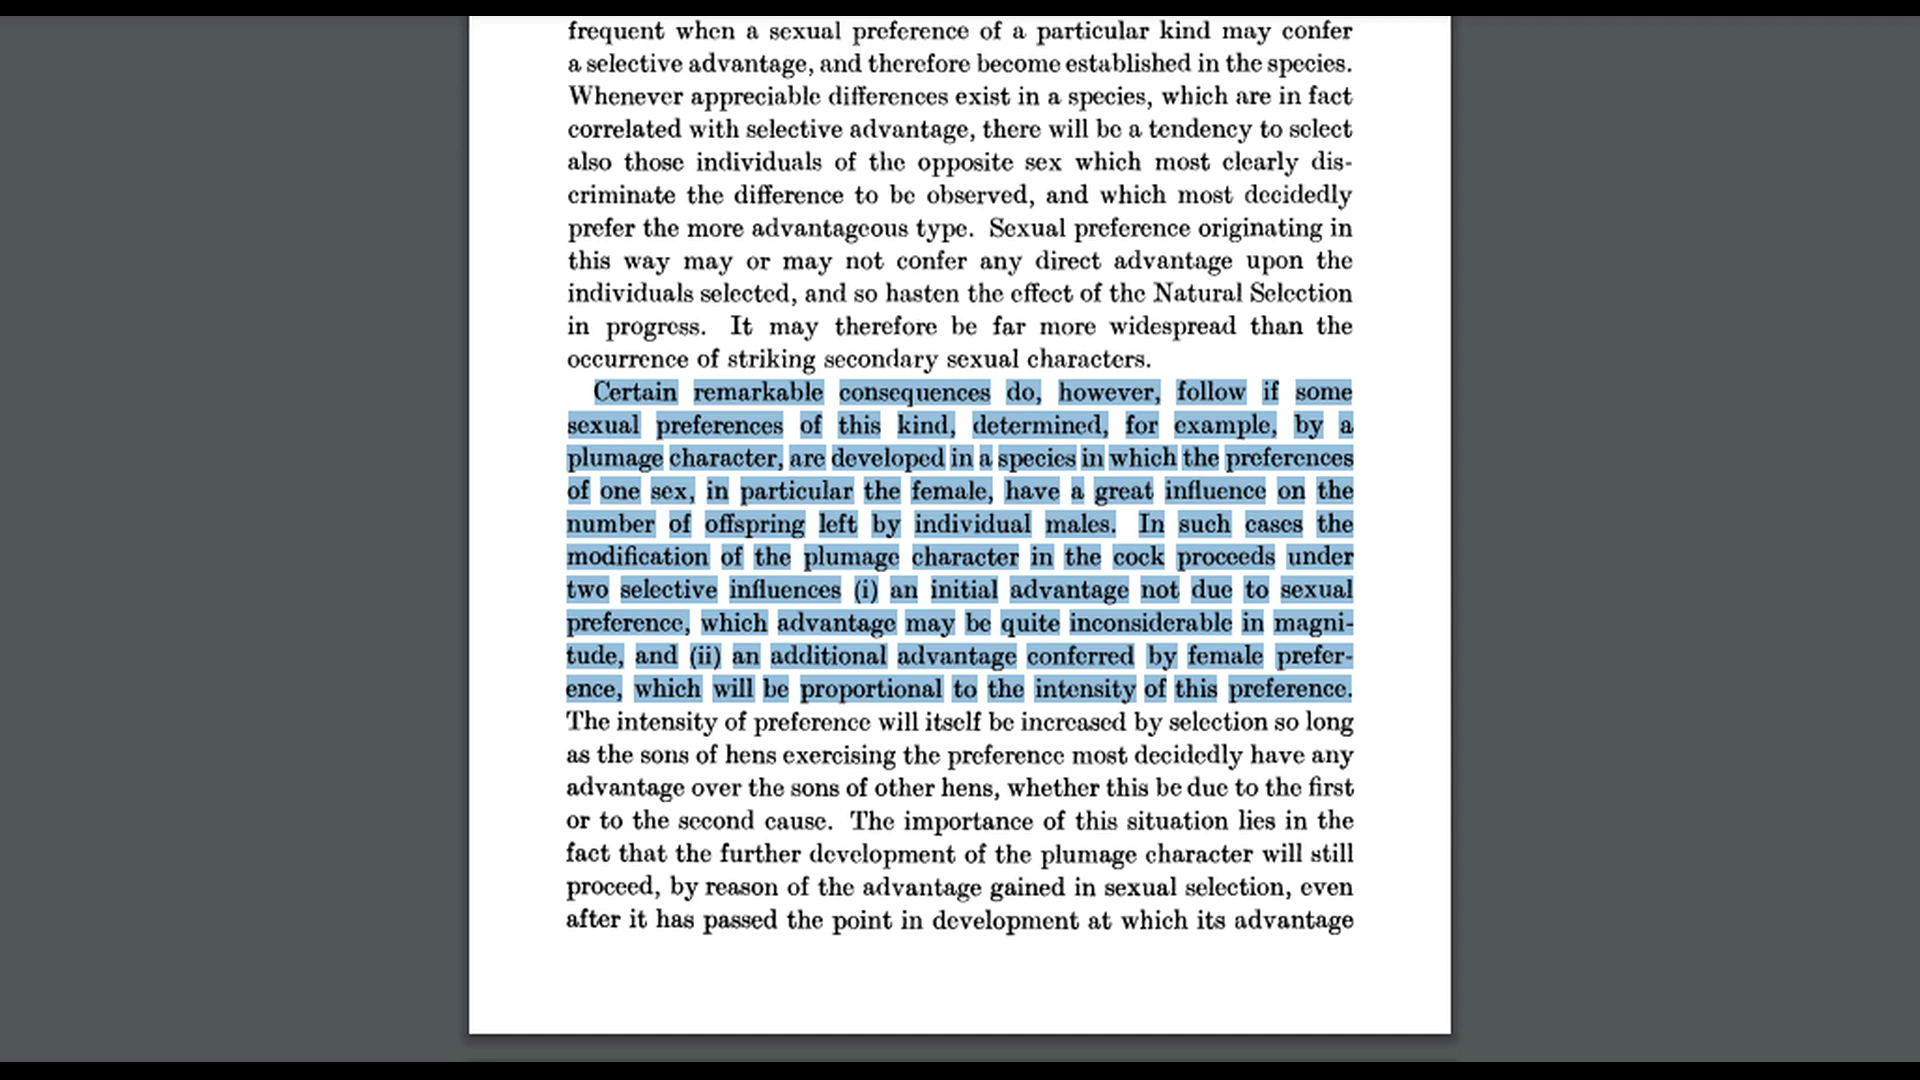 frequent when a sexual preference of a particular kind may confer
a selective advantage, and therefore become established in the species.
Whenever appreciable differences exist in a species, which are in fact
correlated with selective advantage, there will be a tendency to select
also those individuals of the opposite sex which most clearly dis-
criminate the difference to be observed, and which most decidedly
prefer the more advantageous type. Sexual preference originating in
this way may or may not confer any direct advantage upon the
individuals selected, and so hasten the effect of the Natural Selection
in progress. It may therefore be far more widespread than the
occurrence of striking secondary sexual characters.
Certain remarkable consequences do, however, follow if some
sexual preferences of this kind, determined, for example, by a
plumage character, are developed in a species in which the preferences
of one sex, in particular the female, have a great influence on the
number of offspring left by individual males. In such cases the
modification of the plumage character in the cock proceeds under
two selective influences (i) an initial advantage not due to sexual
preference, which advantage may be quite inconsiderable in magni-
tude, and (ii) an additional advantage conferred by female prefer-
ence, which will be proportional to the intensity of this preference.
The intensity of preference will itself be increased by selection so long
as the sons of hens exercising the preference most decidedly have any
advantage over the sons of other hens, whether this be due to the first
or to the second cause. The importance of this situation lies in the
fact that the further development of the plumage character will still
proceed, by reason of the advantage gained in sexual selection, even
after it has passed the point in development at which its advantage